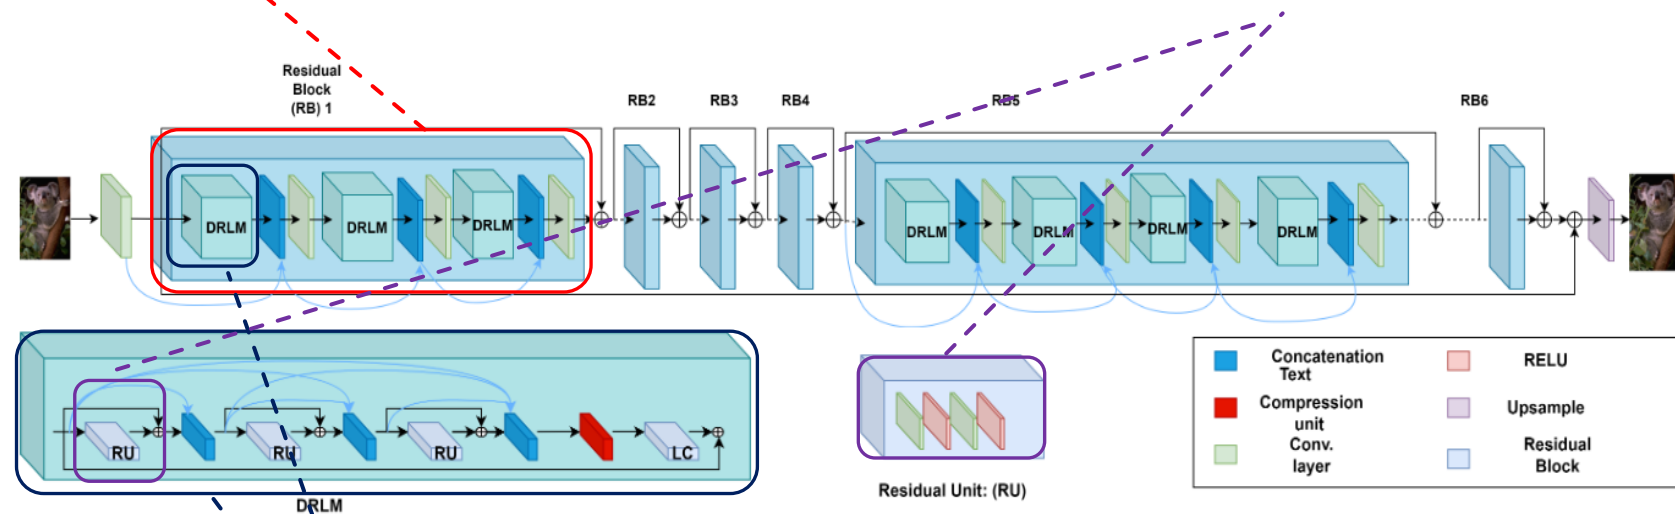 Residual
Block
(RB) 1
RB2
RB3
RB4
RB5
RB6
DRLM
DRLM
DRLM
DRLM
DRLM
DRLM
DRLM
RU
RU
RU
LC
DRLM
Residual Unit: (RU)
Concatenation
Text
RELU
Compression
unit
Upsample
Conv.
layer
Residual
Block